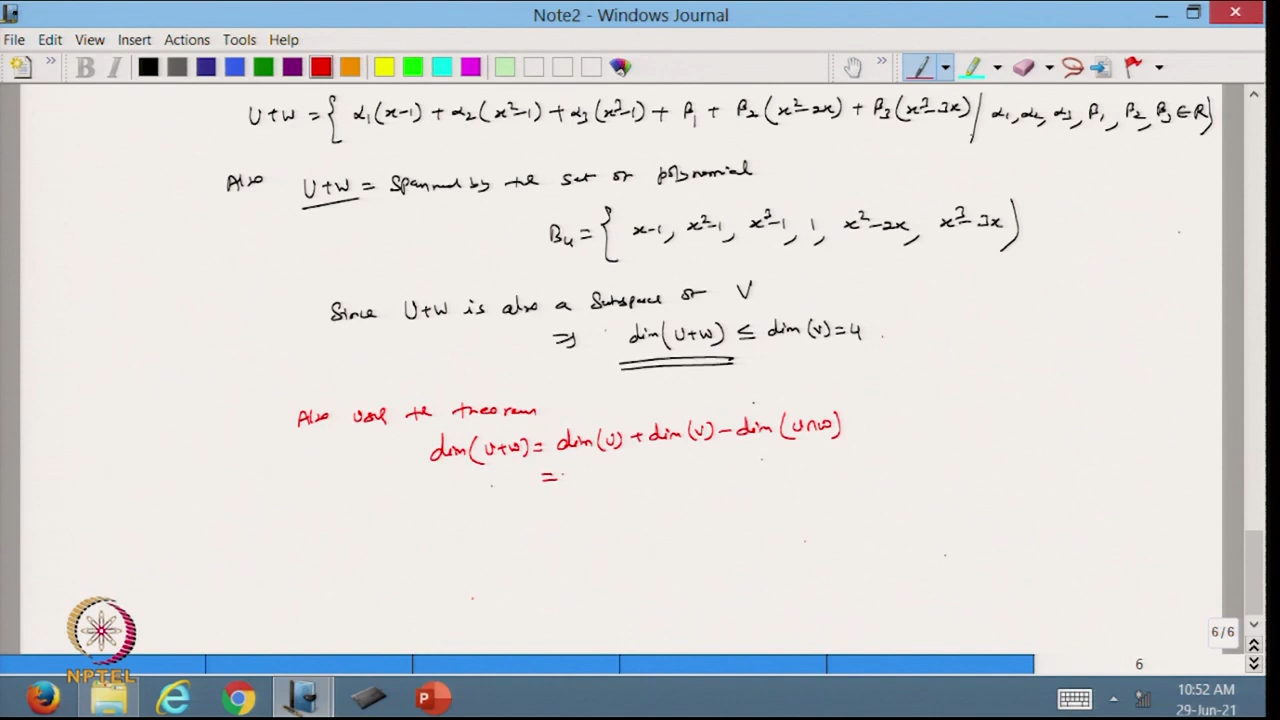 Note2 - Windows Journal
File Edit View Insert Actions Tools Help
U+W = { α₁(x-1) + α₂(x²-1) + α₃(x³-1) + β₁ + β₂(x²-2x) + β₃(x³-3x) / α₁, α₂, α₃, β₁, β₂, β₃ ∈ R}
Also U+W = Spanned by the set of polynomial
B₄ = { x-1, x²-1, x³-1, 1, x²-2x, x³-3x }
Since U+W is also a Subspace of V
⇒ dim(U+W) ≤ dim(V) = 4
Also use the theorem
dim(U+W) = dim(U) + dim(V) - dim(U∩W)
=
6/6
NPTEL
6
10:52 AM
29-Jun-21